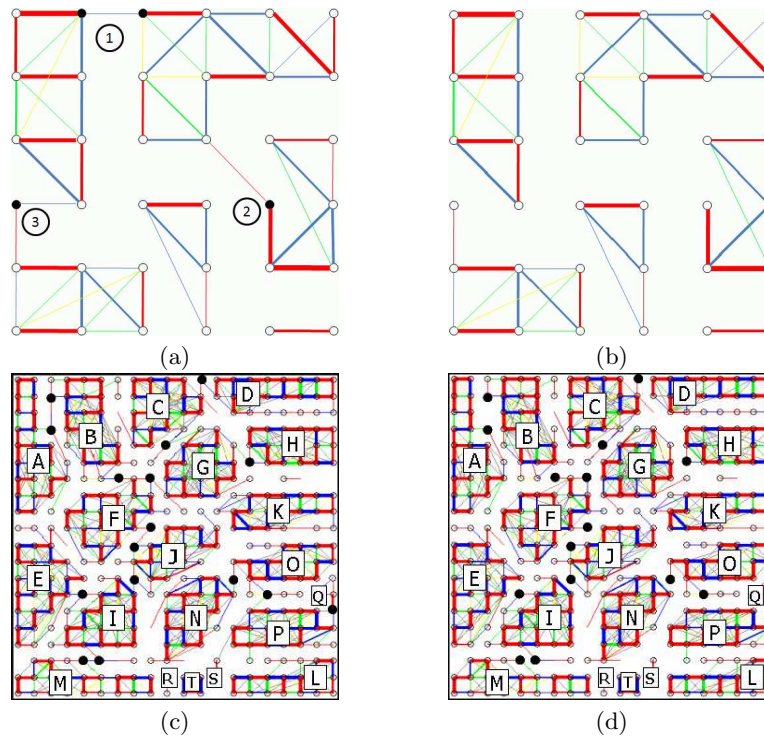 1
2
3
(a) (b)
C D C D
B B
A G H A G H
F K F K
J J
E O E O
Q Q
I N P I N P
R S R S
M T L M T L
(c) (d)